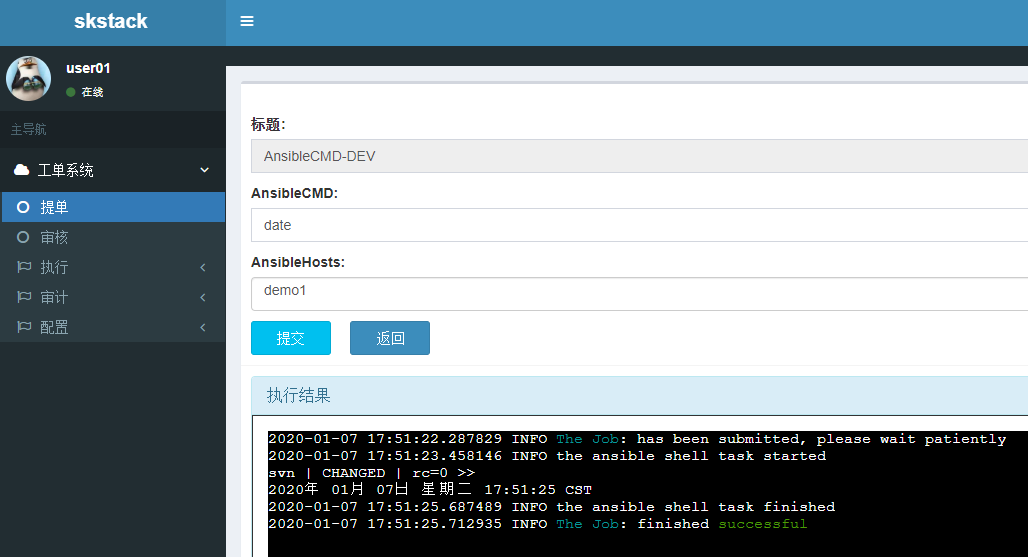 skstack
user01
在线
主导航
工单系统
提单
审核
执行
审计
配置
标题:
AnsibleCMD-DEV
AnsibleCMD:
date
AnsibleHosts:
demo1
提交 返回
执行结果
2020-01-07 17:51:22.287829 INFO The Job: has been submitted, please wait patiently
2020-01-07 17:51:23.458146 INFO the ansible shell task started
svn | CHANGED | rc=0 >>
2020年 01月 07日 星期二 17:51:25 CST
2020-01-07 17:51:25.687489 INFO the ansible shell task finished
2020-01-07 17:51:25.712935 INFO The Job: finished successful